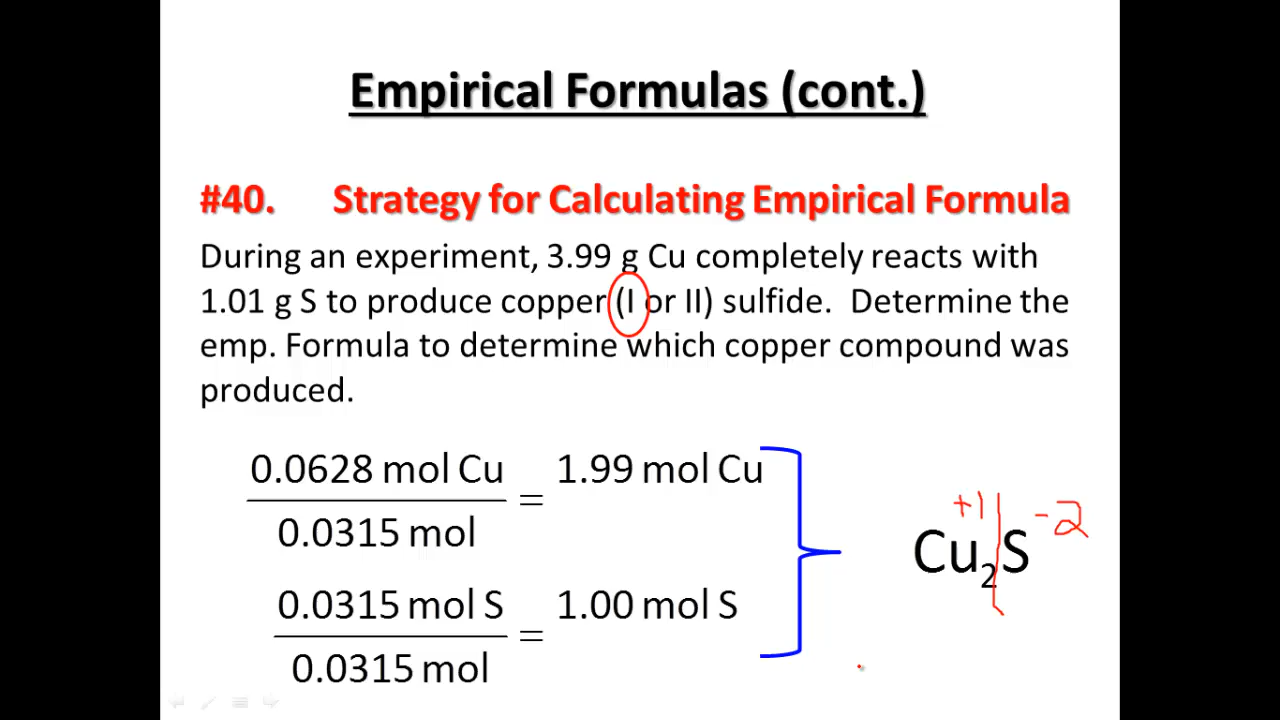 Empirical Formulas (cont.)
#40. Strategy for Calculating Empirical Formula
During an experiment, 3.99 g Cu completely reacts with
1.01 g S to produce copper (I or II) sulfide. Determine the
emp. Formula to determine which copper compound was
produced.
0.0628 mol Cu
0.0315 mol
= 1.99 mol Cu
0.0315 mol S
0.0315 mol
= 1.00 mol S
+1 -2
Cu₂S